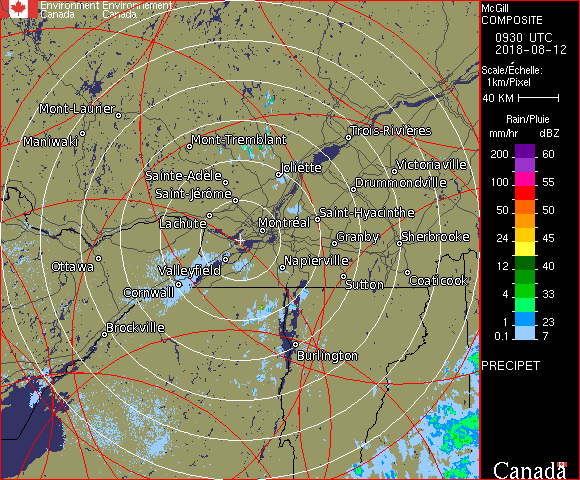 Environment Environnement
Canada Canada
McGill
COMPOSITE
0930 UTC
2018-08-12
Scale/Échelle:
1km/Pixel
40 KM
Rain/Pluie
mm/hr dBZ
200 60
150 57
100 55
50 50
24 45
12 40
4 33
1 23
0.1 7
PRECIPET
Canada
Mont-Laurier
Maniwaki
Mont-Tremblant
Trois-Rivières
Joliette
Victoriaville
Sainte-Adèle
Drummondville
Saint-Jérôme
Lachute
Saint-Hyacinthe
Montréal
Granby
Sherbrooke
Ottawa
Valleyfield
Napierville
Cornwall
Sutton
Coaticook
Brockville
Burlington